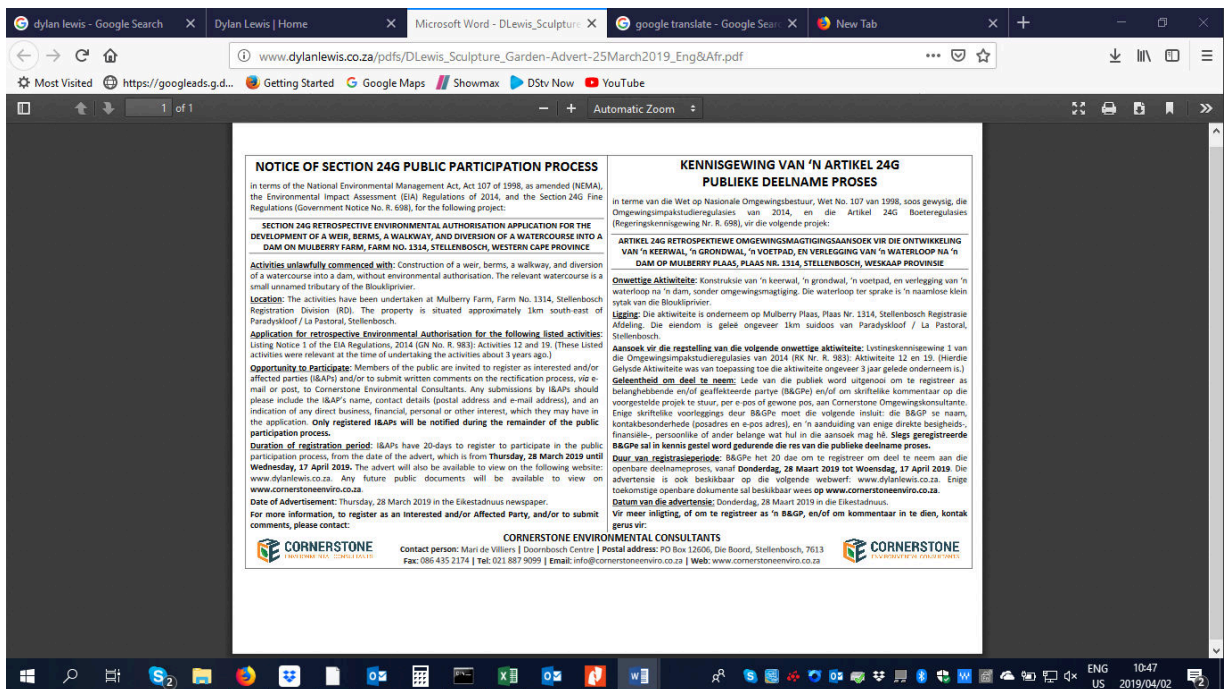 dylan lewis - Google Search
Dylan Lewis | Home
Microsoft Word - DLewis_Sculpture
google translate - Google Sear
New Tab
www.dylanlewis.co.za/pdfs/DLewis_Sculpture_Garden-Advert-25March2019_Eng&Afr.pdf
Most Visited
https://googleads.g.d...
Getting Started
Google Maps
Showmax
DStv Now
YouTube
1 of 1
Automatic Zoom
NOTICE OF SECTION 24G PUBLIC PARTICIPATION PROCESS
in terms of the National Environmental Management Act, Act 107 of 1998, as amended (NEMA),
the Environmental Impact Assessment (EIA) Regulations of 2014, and the Section 24G Fine
Regulations (Government Notice No. R. 698), for the following project:
SECTION 24G RETROSPECTIVE ENVIRONMENTAL AUTHORISATION APPLICATION FOR THE
DEVELOPMENT OF A WEIR, BERMS, A WALKWAY, AND DIVERSION OF A WATERCOURSE INTO A
DAM ON MULBERRY FARM, FARM NO. 1314, STELLENBOSCH, WESTERN CAPE PROVINCE
Activities unlawfully commenced with: Construction of a weir, berms, a walkway, and diversion
of a watercourse into a dam, without environmental authorisation. The relevant watercourse is a
small unnamed tributary of the Bloukliprivier.
Location: The activities have been undertaken at Mulberry Farm, Farm No. 1314, Stellenbosch
Registration Division (RD). The property is situated approximately 1km south-east of
Paradyskloof / La Pastoral, Stellenbosch.
Application for retrospective Environmental Authorisation for the following listed activities:
Listing Notice 1 of the EIA Regulations, 2014 (GN No. R. 983): Activities 12 and 19. (These Listed
activities were relevant at the time of undertaking the activities about 3 years ago.)
Opportunity to Participate: Members of the public are invited to register as interested and/or
affected parties (I&APs) and/or to submit written comments on the rectification process, via e-
mail or post, to Cornerstone Environmental Consultants. Any submissions by I&APs should
please include the I&AP's name, contact details (postal address and e-mail address), and an
indication of any direct business, financial, personal or other interest, which they may have in
the application. Only registered I&APs will be notified during the remainder of the public
participation process.
Duration of registration period: I&APs have 20-days to register to participate in the public
participation process, from the date of the advert, which is from Thursday, 28 March 2019 until
Wednesday, 17 April 2019. The advert will also be available to view on the following website:
www.dylanlewis.co.za. Any future public documents will be available to view on
www.cornerstoneenviro.co.za.
Date of Advertisement: Thursday, 28 March 2019 in the Eikestadnuus newspaper.
For more information, to register as an Interested and/or Affected Party, and/or to submit
comments, please contact:
KENNISGEWING VAN 'N ARTIKEL 24G
PUBLIEKE DEELNAME PROSES
in terme van die Wet op Nasionale Omgewingsbestuur, Wet No. 107 van 1998, soos gewysig, die
Omgewingsimpakstudieregulasies van 2014, en die Artikel 24G Boeteregulasies
(Regeringskennisgewing Nr. R. 698), vir die volgende projek:
ARTIKEL 24G RETROSPEKTIEWE OMGEWINGSMAGTIGINGSAANSOEK VIR DIE ONTWIKKELING
VAN 'n KEERWAL, 'n GRONDWAL, 'n VOETPAD, EN VERLEGGING VAN 'n WATERLOOP NA 'n
DAM OP MULBERRY PLAAS, PLAAS NR. 1314, STELLENBOSCH, WESKAAP PROVINSIE
Onwettige Aktiwiteite: Konstruksie van 'n keerwal, 'n grondwal, 'n voetpad, en verlegging van 'n
waterloop na 'n dam, sonder omgewingsmagtiging. Die waterloop ter sprake is 'n naamlose klein
sytak van die Bloukliprivier.
Ligging: Die aktiwiteite is onderneem op Mulberry Plaas, Plaas Nr. 1314, Stellenbosch Registrasie
Afdeling. Die eiendom is geleë ongeveer 1km suidoos van Paradyskloof / La Pastoral,
Stellenbosch.
Aansoek vir die regstelling van die volgende onwettige aktiwiteite: Lystineskennisgewing 1 van
die Omgewingsimpakstudieregulasies van 2014 (RK Nr. R. 983): Aktiwiteite 12 en 19. (Hierdie
Gelysde Aktiwiteite was van toepassing toe die aktiwiteite ongeveer 3 jaar gelede onderneem is.)
Geleentheid om deel te neem: Lede van die publiek word uitgenooi om te registreer as
belanghebbende en/of geaffekteerde partye (B&GPe) en/of om skriftelike kommentaar op die
voorgestelde projek te stuur, per e-pos of gewone pos, aan Cornerstone Omgewingskonsultante.
Enige skriftelike voorleggings deur B&GPe moet die volgende insluit: die B&GP se naam,
kontakbesonderhede (posadres en e-pos adres), en 'n aanduiding van enige direkte besigheids-,
finansiële-, persoonlike of ander belange wat hul in die aansoek mag hê. Slegs geregistreerde
B&GPe sal in kennis gestel word gedurende die res van die publieke deelname proses.
Duur van registrasieperiode: B&GPe het 20 dae om te registreer om deel te neem aan die
openbare deelnameproses, vanaf Donderdag, 28 Maart 2019 tot Woensdag, 17 April 2019. Die
advertensie is ook beskikbaar op die volgende webwerf: www.dylanlewis.co.za. Enige
toekomstige openbare dokumente sal beskikbaar wees op www.cornerstoneenviro.co.za.
Datum van die advertensie: Donderdag, 28 Maart 2019 in die Eikestadnuus.
Vir meer inligting, of om te registreer as 'n B&GP, en/of om kommentaar in te dien, kontak
gerus vir:
CORNERSTONE ENVIRONMENTAL CONSULTANTS
Contact person: Mari de Villiers | Doornbosch Centre | Postal address: PO Box 12606, Die Boord, Stellenbosch, 7613
Fax: 086 435 2174 | Tel: 021 887 9099 | Email: info@cornerstoneenviro.co.za | Web: www.cornerstoneenviro.co.za
CORNERSTONE
ENVIRONMENTAL CONSULTANTS
CORNERSTONE
ENVIRONMENTAL CONSULTANTS
ENG
US
10:47
2019/04/02